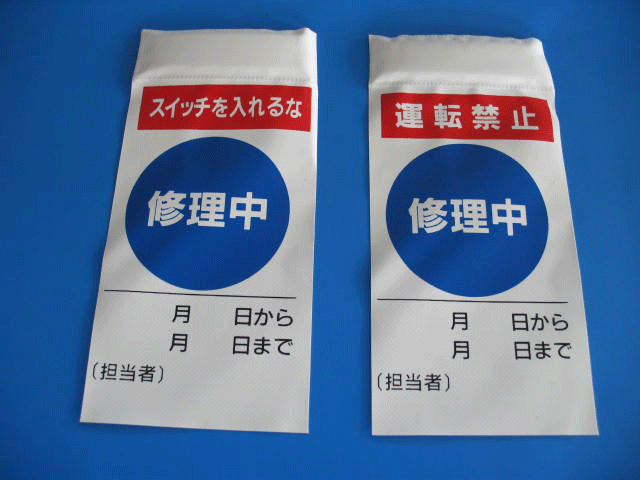 スイッチを入れるな
修理中
月　日から
月　日まで
（担当者）
運転禁止
修理中
月　日から
月　日まで
（担当者）